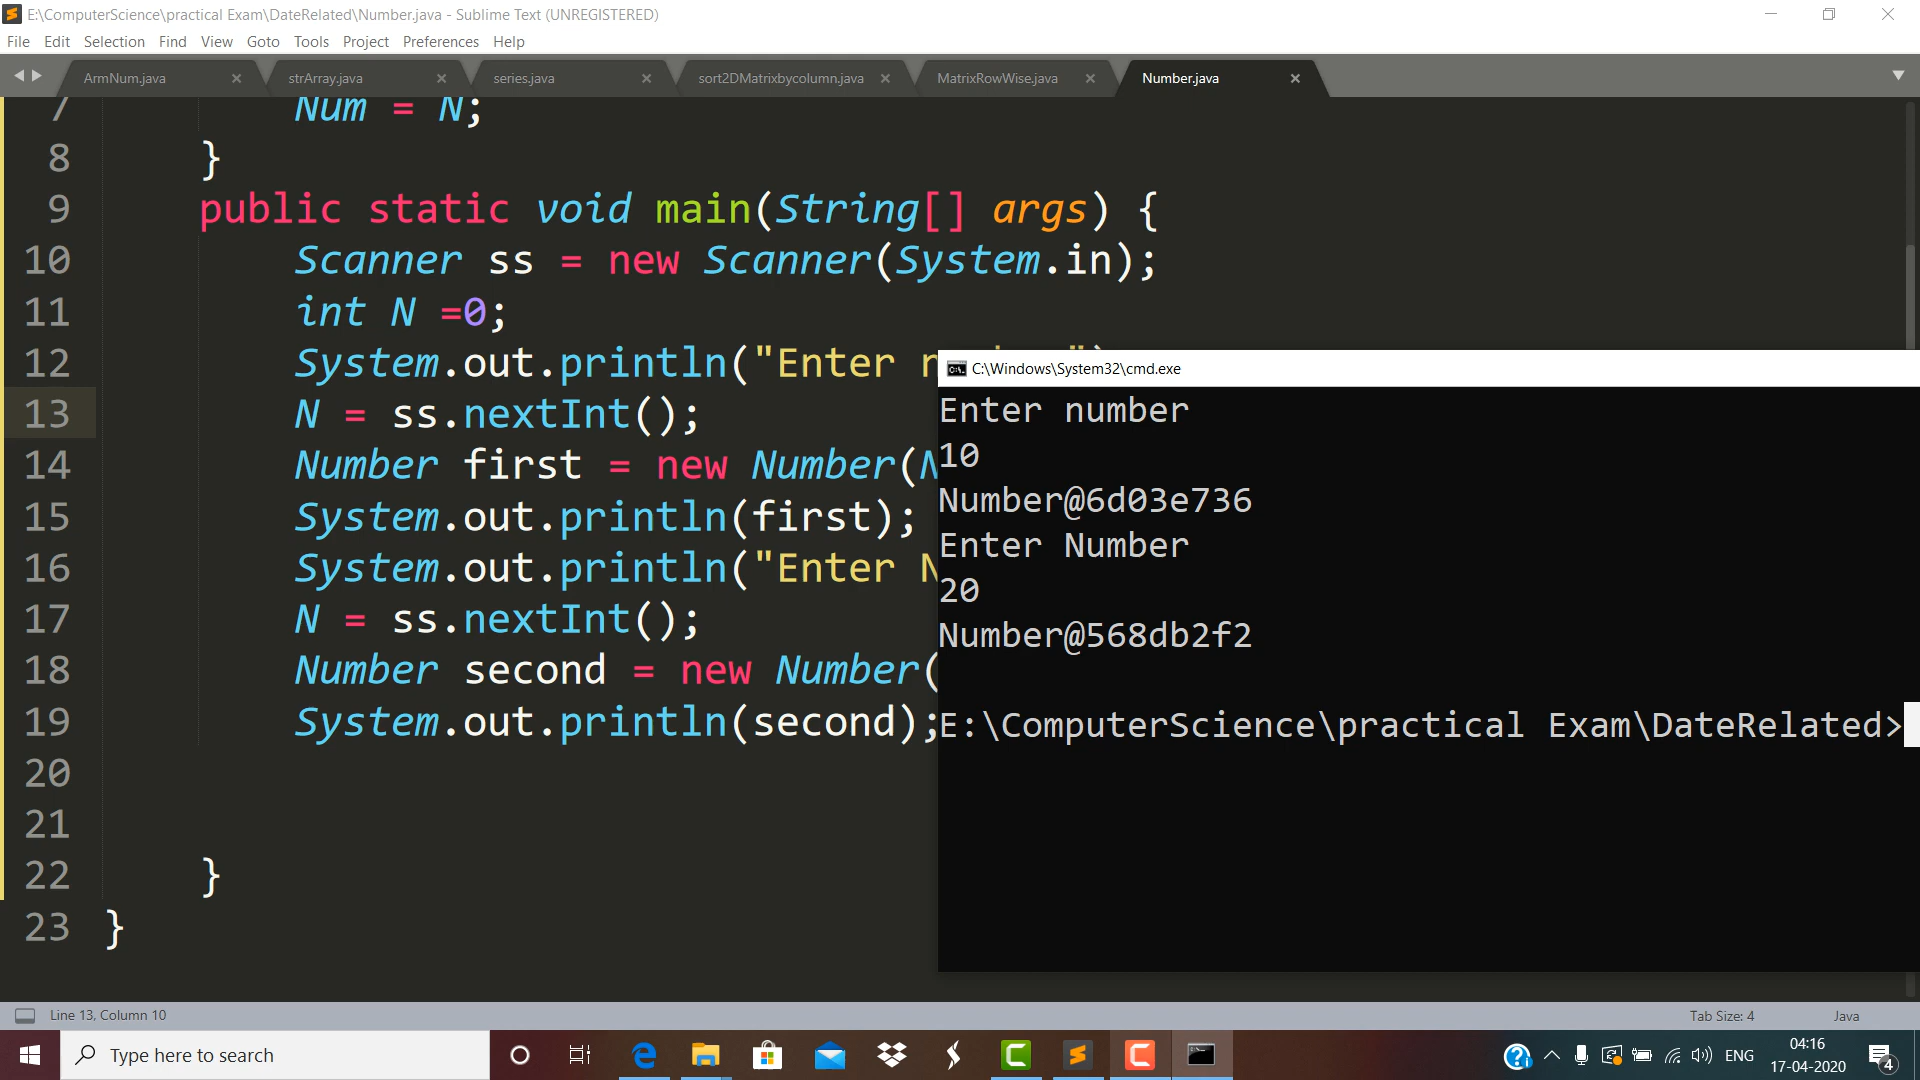 E:\ComputerScience\practical Exam\DateRelated\Number.java - Sublime Text (UNREGISTERED)
File Edit Selection Find View Goto Tools Project Preferences Help
ArmNum.java strArray.java series.java sort2DMatrixbycolumn.java MatrixRowWise.java Number.java
7 Num = N;
8 }
9 public static void main(String[] args) {
10 Scanner ss = new Scanner(System.in);
11 int N =0;
12 System.out.println("Enter
13 N = ss.nextInt();
14 Number first = new Number(
15 System.out.println(first);
16 System.out.println("Enter N
17 N = ss.nextInt();
18 Number second = new Number(
19 System.out.println(second);
20
21
22 }
23 }
C:\Windows\System32\cmd.exe
Enter number
10
Number@6d03e736
Enter Number
20
Number@568db2f2
E:\ComputerScience\practical Exam\DateRelated>
Line 13, Column 10 Tab Size: 4 Java
Type here to search
ENG
04:16
17-04-2020
4